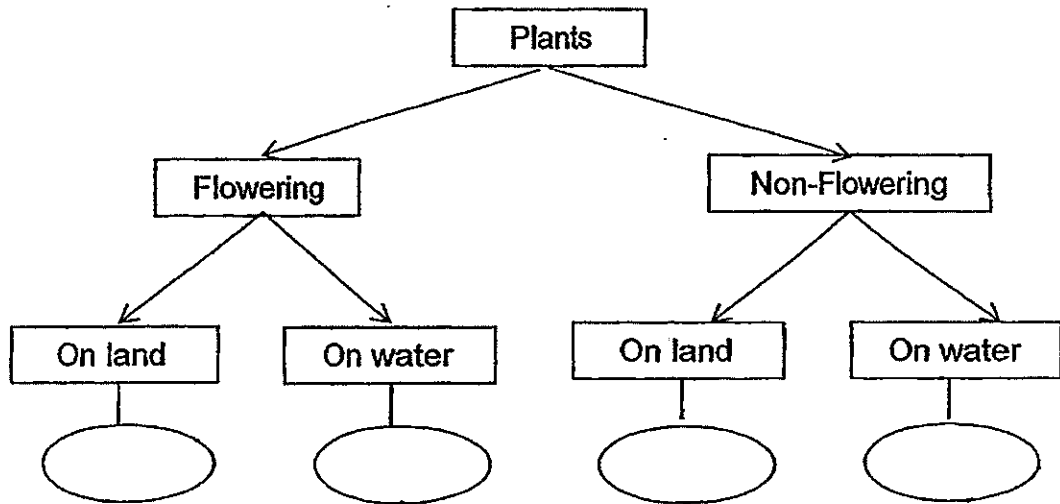 Plants
Flowering
Non-Flowering
On land
On water
On land
On water